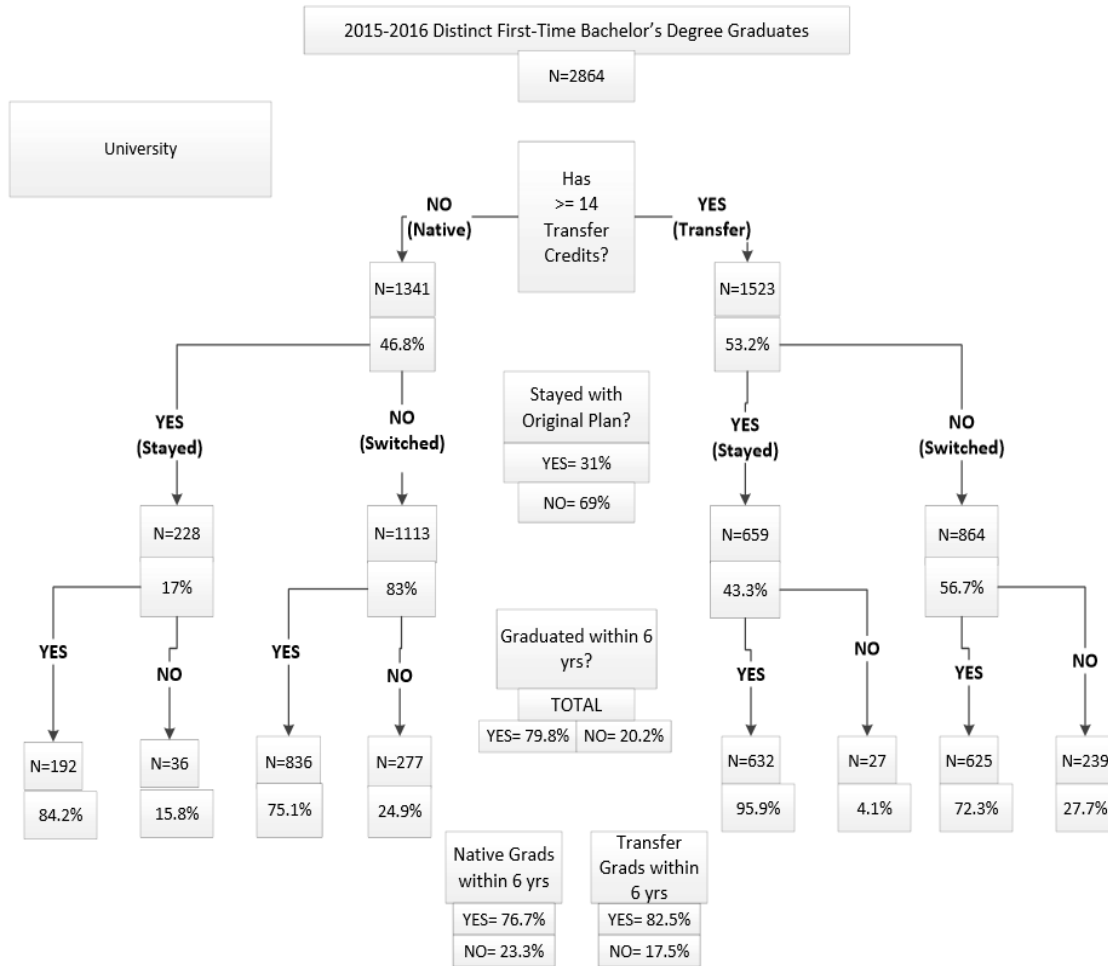 2015-2016 Distinct First-Time Bachelor's Degree Graduates
N=2864
University
Has
>= 14
Transfer
Credits?
NO
(Native)
YES
(Transfer)
N=1341
46.8%
N=1523
53.2%
Stayed with
Original Plan?
YES= 31%
NO= 69%
YES
(Stayed)
NO
(Switched)
YES
(Stayed)
NO
(Switched)
N=228
17%
N=1113
83%
N=659
43.3%
N=864
56.7%
Graduated within 6
yrs?
TOTAL
YES= 79.8%
NO= 20.2%
YES
NO
YES
NO
YES
NO
YES
NO
N=192
84.2%
N=36
15.8%
N=836
75.1%
N=277
24.9%
N=632
95.9%
N=27
4.1%
N=625
72.3%
N=239
27.7%
Native Grads
within 6 yrs
YES= 76.7%
NO= 23.3%
Transfer
Grads within
6 yrs
YES= 82.5%
NO= 17.5%